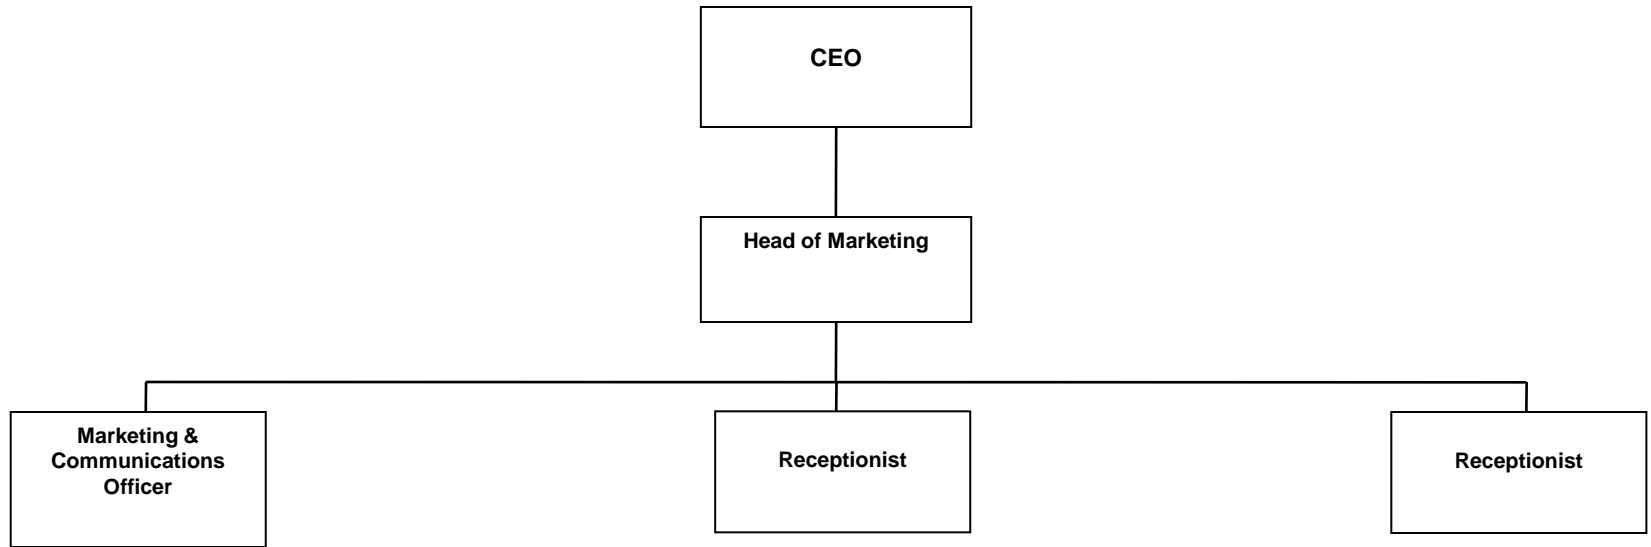 CEO
Head of Marketing
Marketing &
Communications
Officer
Receptionist
Receptionist